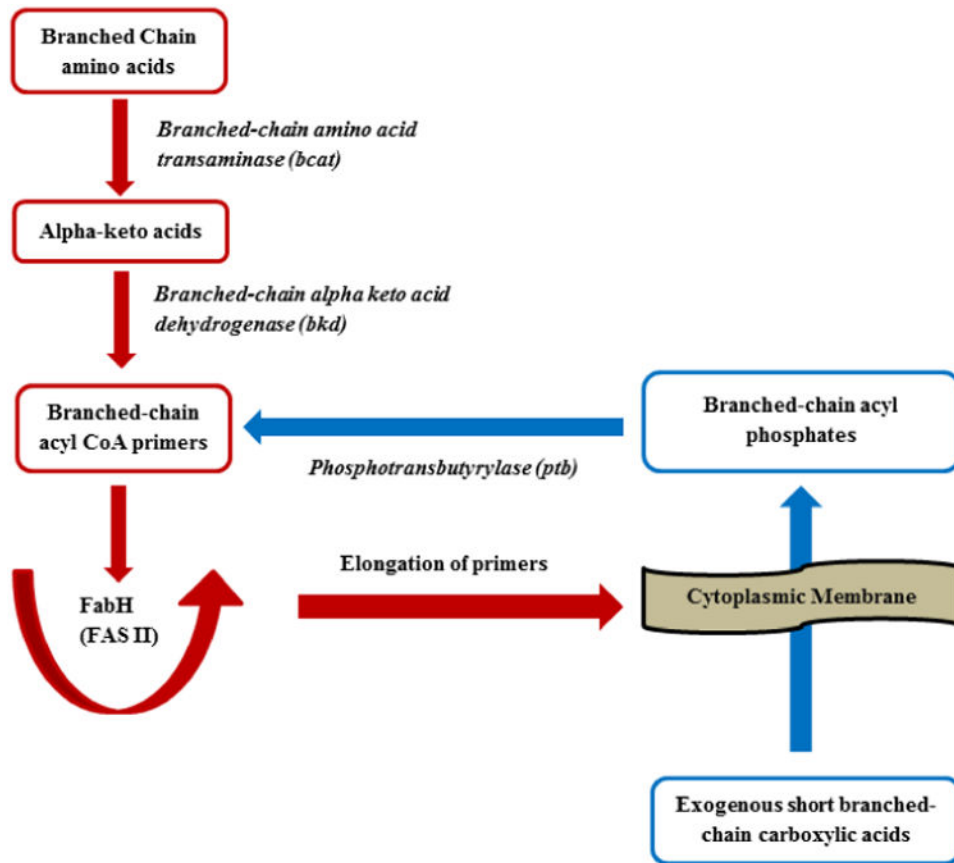 Branched Chain
amino acids
Branched-chain amino acid
transaminase (bcat)
Alpha-keto acids
Branched-chain alpha keto acid
dehydrogenase (bkd)
Branched-chain
acyl CoA primers
Branched-chain acyl
phosphates
Phosphotransbutyrylase (ptb)
Elongation of primers
FabH
(FAS II)
Cytoplasmic Membrane
Exogenous short branched-
chain carboxylic acids